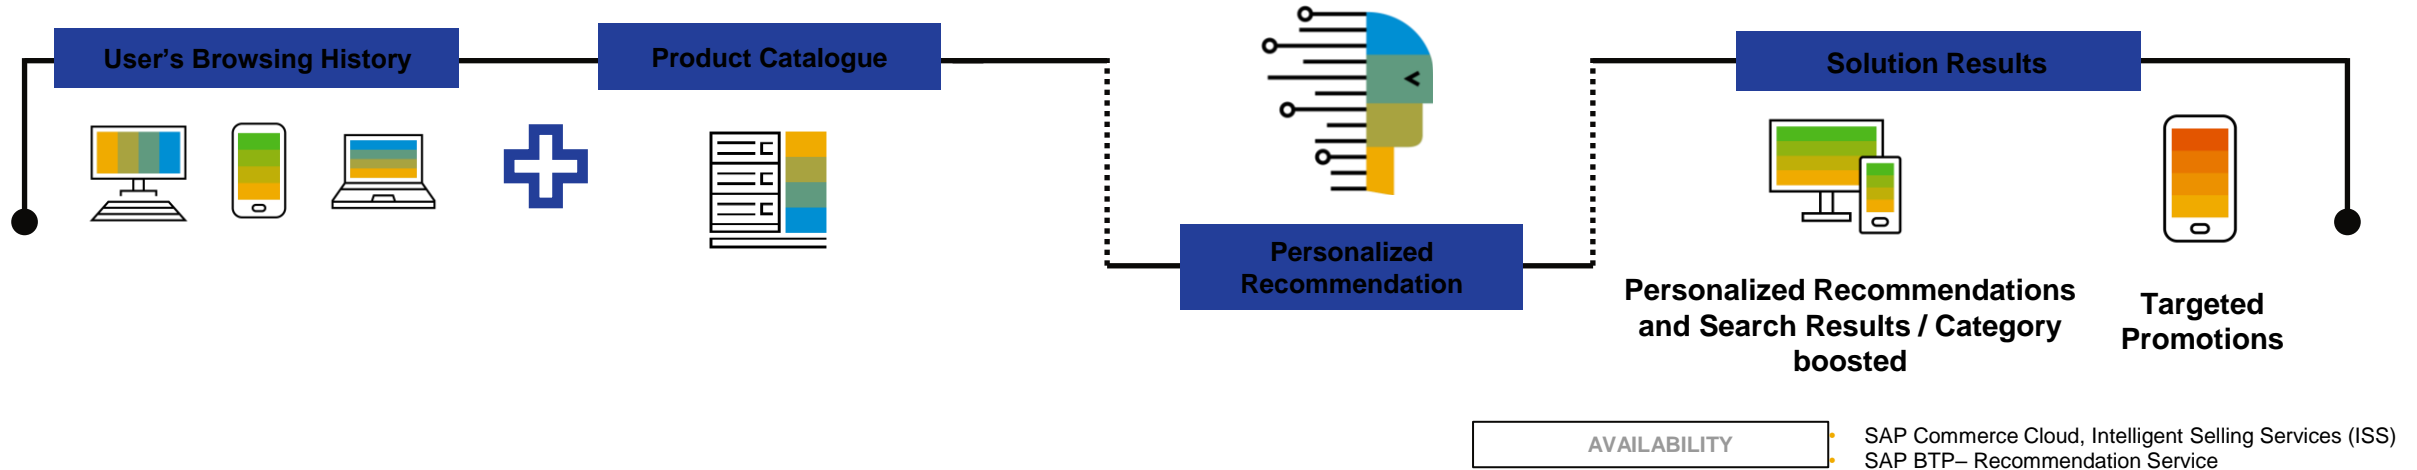 User’s Browsing History
Product Catalogue
Personalized
Recommendation
Solution Results
Personalized Recommendations
and Search Results / Category
boosted
Targeted
Promotions
AVAILABILITY
• SAP Commerce Cloud, Intelligent Selling Services (ISS)
• SAP BTP– Recommendation Service